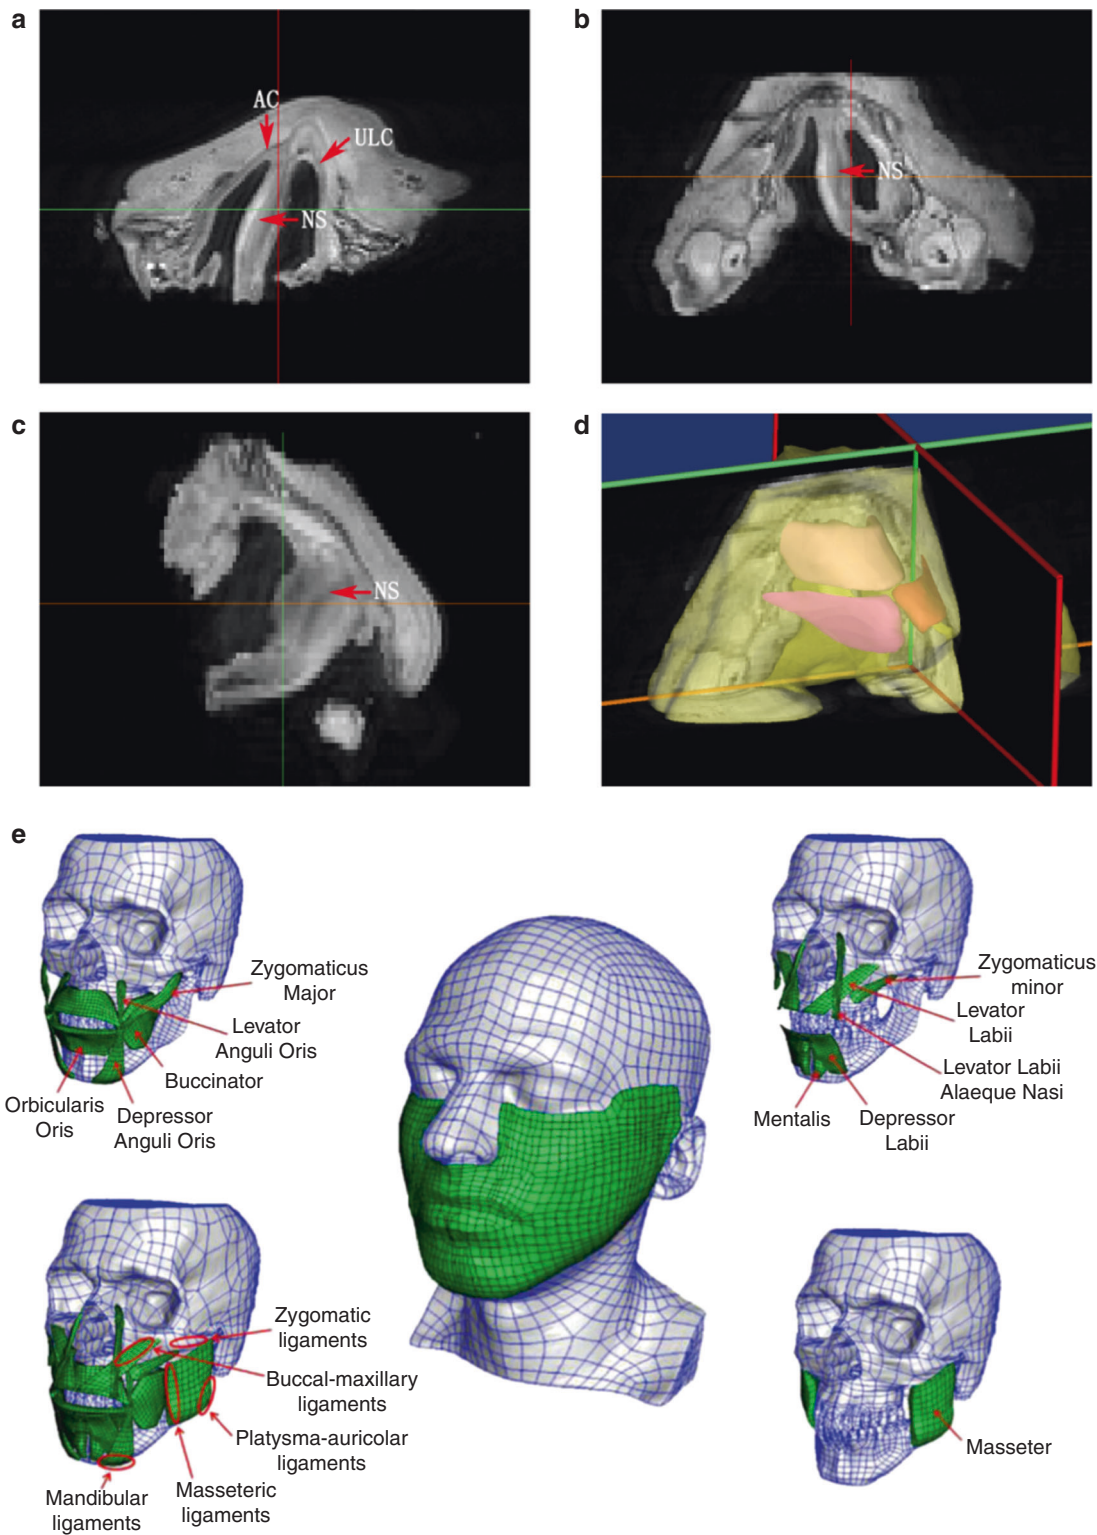 a
AC
ULC
NS
b
NS
c
NS
d
e
Zygomaticus
Major
Levator
Anguli Oris
Buccinator
Orbicularis
Oris
Depressor
Anguli Oris
Zygomaticus
minor
Levator
Labii
Levator Labii
Alaeque Nasi
Mentalis
Depressor
Labii
Zygomatic
ligaments
Buccal-maxillary
ligaments
Platysma-auricolar
ligaments
Masseteric
ligaments
Mandibular
ligaments
Masseter